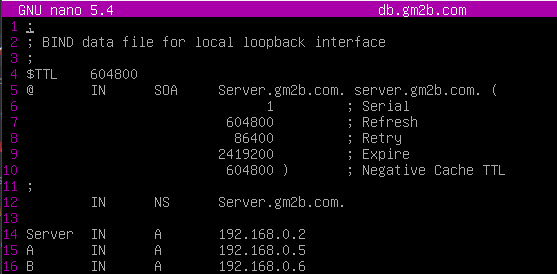 GNU nano 5.4 db.gm2b.com
1 ;
2 ; BIND data file for local loopback interface
3 ;
4 $TTL 604800
5 @ IN SOA Server.gm2b.com. server.gm2b.com. (
6 1 ; Serial
7 604800 ; Refresh
8 86400 ; Retry
9 2419200 ; Expire
10 604800 ) ; Negative Cache TTL
11 ;
12 IN NS Server.gm2b.com.
13
14 Server IN A 192.168.0.2
15 A IN A 192.168.0.5
16 B IN A 192.168.0.6